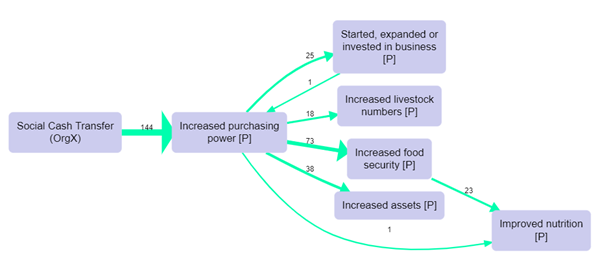 Started, expanded or
invested in business
[P]
25
1
Increased livestock
numbers [P]
Social Cash Transfer
(OrgX)
144
Increased purchasing
power [P]
18
73
Increased food
security [P]
38
23
Increased assets [P]
1
Improved nutrition
[P]